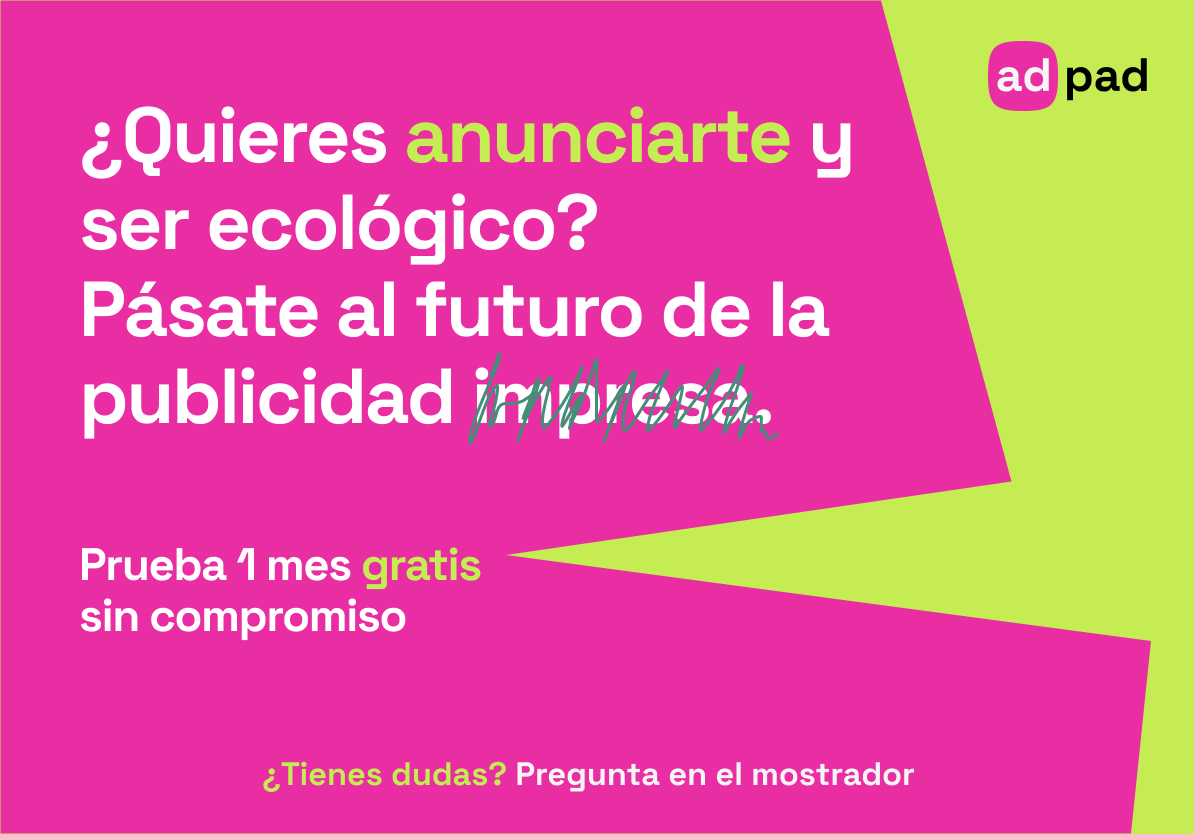 ad pad
¿Quieres anunciarte y
ser ecológico?
Pásate al futuro de la
publicidad impresa.
Prueba 1 mes gratis
sin compromiso
¿Tienes dudas? Pregunta en el mostrador